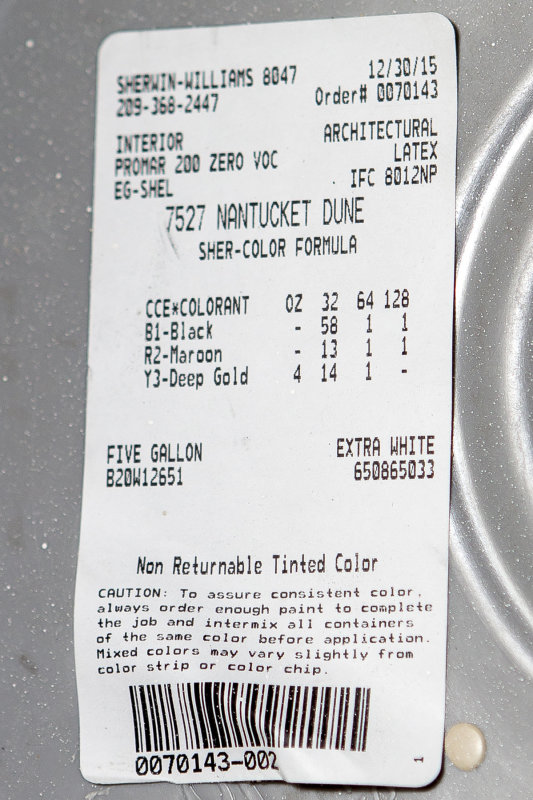 SHERWIN-WILLIAMS 8047 12/30/15
209-368-2447 Order# 0070143
INTERIOR ARCHITECTURAL
PROMAR 200 ZERO VOC LATEX
EG-SHEL IFC 8012NP
7527 NANTUCKET DUNE
SHER-COLOR FORMULA
CCE*COLORANT OZ 32 64 128
B1-Black - 58 1 1
R2-Maroon - 13 1 1
Y3-Deep Gold 4 14 1 -
FIVE GALLON EXTRA WHITE
B20W12651 650865033
Non Returnable Tinted Color
CAUTION: To assure consistent color,
always order enough paint to complete
the job and intermix all containers
of the same color before application.
Mixed colors may vary slightly from
color strip or color chip.
0070143-002
1